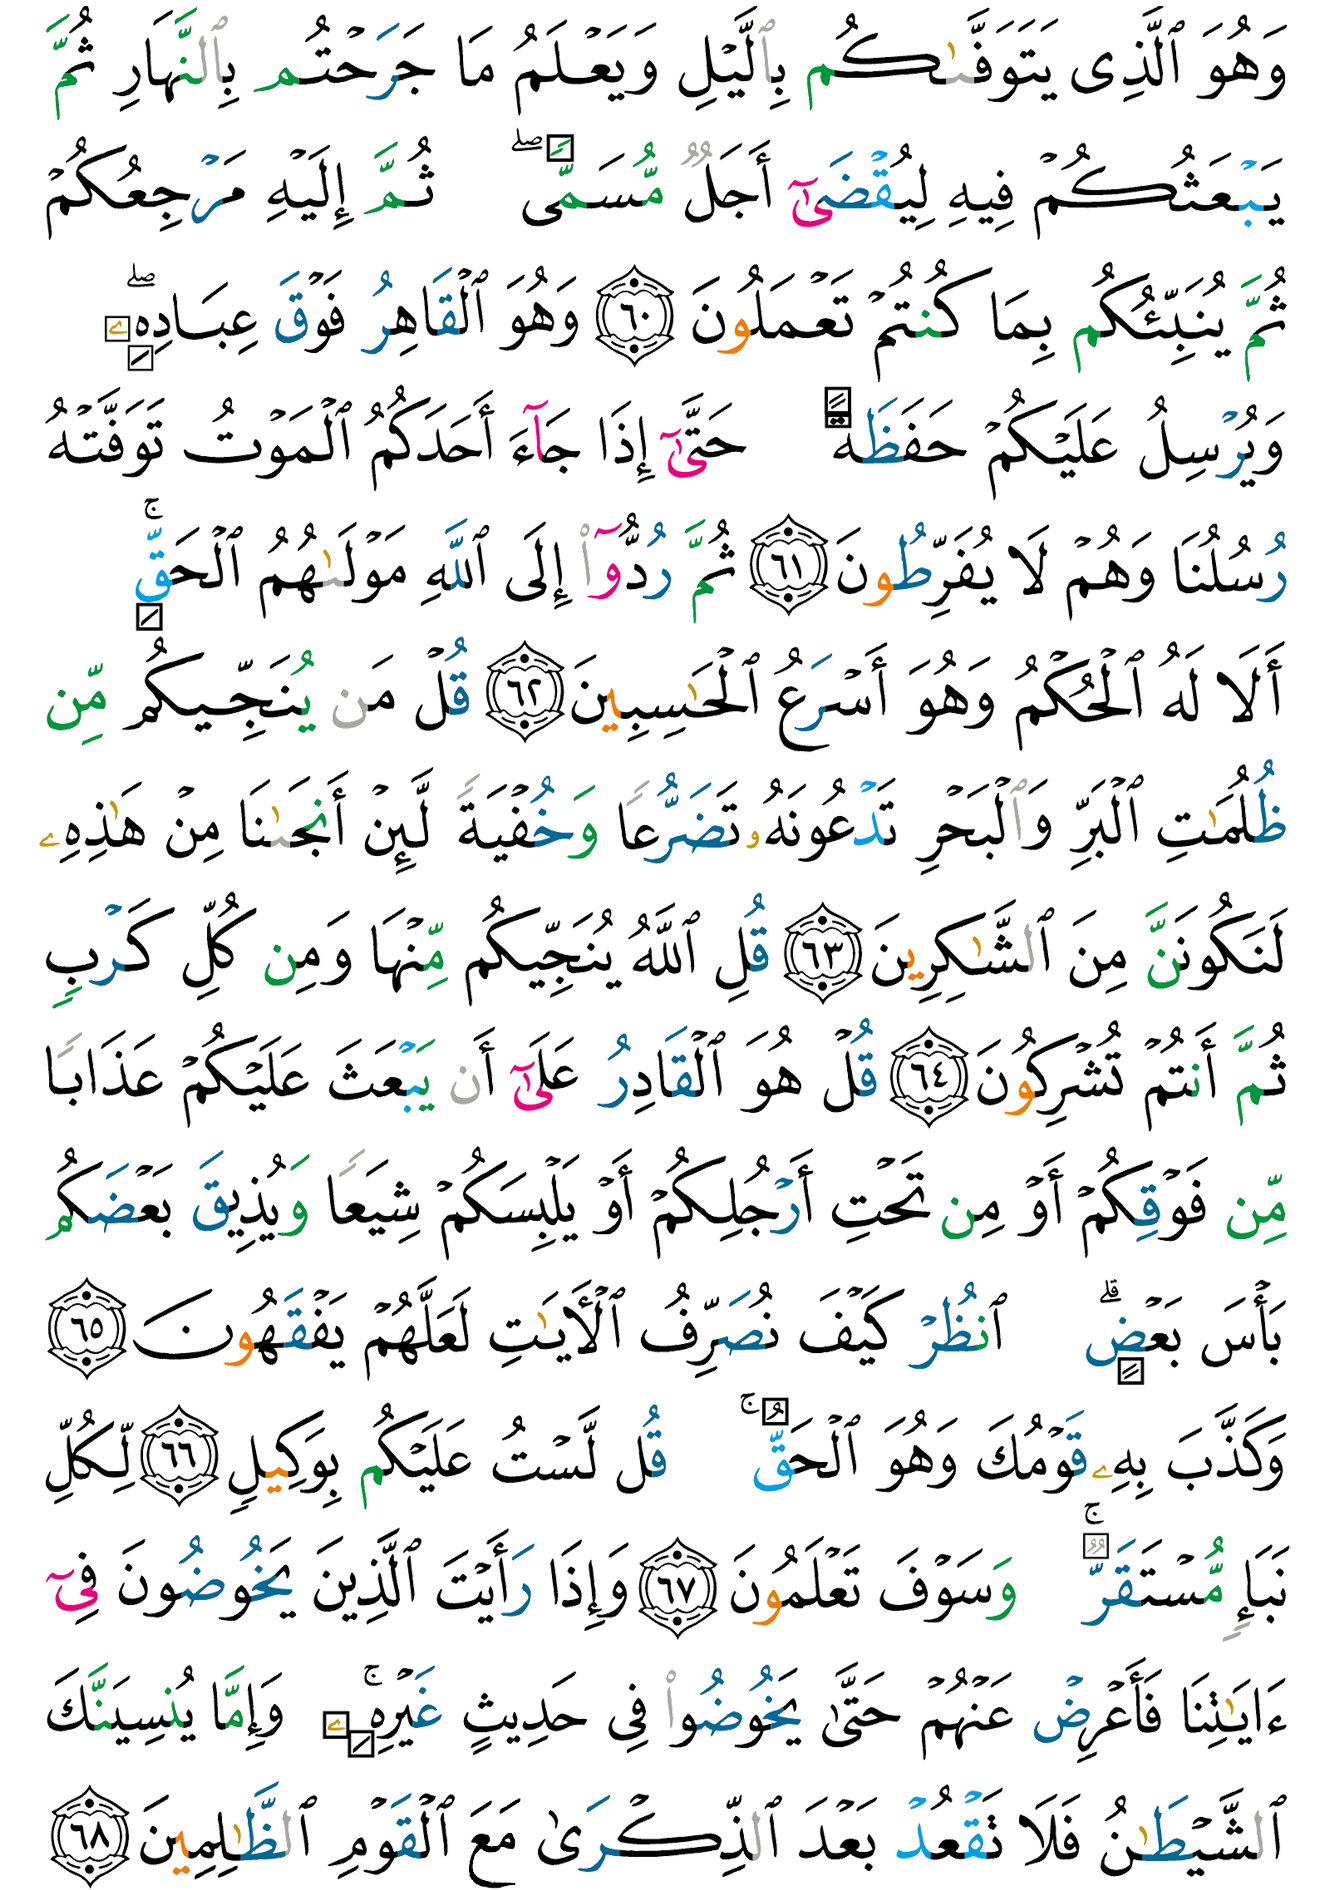 وَهُوَ ٱلَّذِى يَتَوَفَّىٰكُم بِٱلَّيْلِ وَيَعْلَمُ مَا جَرَحْتُم بِٱلنَّهَارِ ثُمَّ
يَبْعَثُكُمْ فِيهِ لِيُقْضَىٰٓ أَجَلٌ مُّسَمًّى ۖ ثُمَّ إِلَيْهِ مَرْجِعُكُمْ
ثُمَّ يُنَبِّئُكُم بِمَا كُنتُمْ تَعْمَلُونَ ٦٠ وَهُوَ ٱلْقَاهِرُ فَوْقَ عِبَادِهِۦ ۖ
وَيُرْسِلُ عَلَيْكُمْ حَفَظَةً حَتَّىٰٓ إِذَا جَآءَ أَحَدَكُمُ ٱلْمَوْتُ تَوَفَّتْهُ
رُسُلُنَا وَهُمْ لَا يُفَرِّطُونَ ٦١ ثُمَّ رُدُّوٓا۟ إِلَى ٱللَّهِ مَوْلَىٰهُمُ ٱلْحَقِّ ۚ
أَلَا لَهُ ٱلْحُكْمُ وَهُوَ أَسْرَعُ ٱلْحَـٰسِبِينَ ٦٢ قُلْ مَن يُنَجِّيكُم مِّن
ظُلُمَـٰتِ ٱلْبَرِّ وَٱلْبَحْرِ تَدْعُونَهُۥ تَضَرُّعًا وَخُفْيَةً لَّئِنْ أَنجَىٰنَا مِنْ هَـٰذِهِۦ
لَنَكُونَنَّ مِنَ ٱلشَّـٰكِرِينَ ٦٣ قُلِ ٱللَّهُ يُنَجِّيكُم مِّنْهَا وَمِن كُلِّ كَرْبٍ
ثُمَّ أَنتُمْ تُشْرِكُونَ ٦٤ قُلْ هُوَ ٱلْقَادِرُ عَلَىٰٓ أَن يَبْعَثَ عَلَيْكُمْ عَذَابًا
مِّن فَوْقِكُمْ أَوْ مِن تَحْتِ أَرْجُلِكُمْ أَوْ يَلْبِسَكُمْ شِيَعًا وَيُذِيقَ بَعْضَكُم
بَأْسَ بَعْضٍ ۗ ٱنظُرْ كَيْفَ نُصَرِّفُ ٱلْـَٔايَـٰتِ لَعَلَّهُمْ يَفْقَهُونَ ٦٥
وَكَذَّبَ بِهِۦ قَوْمُكَ وَهُوَ ٱلْحَقُّ ۚ قُل لَّسْتُ عَلَيْكُم بِوَكِيلٍ ٦٦ لِّكُلِّ
نَبَإٍ مُّسْتَقَرٌّ ۚ وَسَوْفَ تَعْلَمُونَ ٦٧ وَإِذَا رَأَيْتَ ٱلَّذِينَ يَخُوضُونَ فِىٓ
ءَايَـٰتِنَا فَأَعْرِضْ عَنْهُمْ حَتَّىٰ يَخُوضُوا۟ فِى حَدِيثٍ غَيْرِهِۦ ۚ وَإِمَّا يُنسِيَنَّكَ
ٱلشَّيْطَـٰنُ فَلَا تَقْعُدْ بَعْدَ ٱلذِّكْرَىٰ مَعَ ٱلْقَوْمِ ٱلظَّـٰلِمِينَ ٦٨